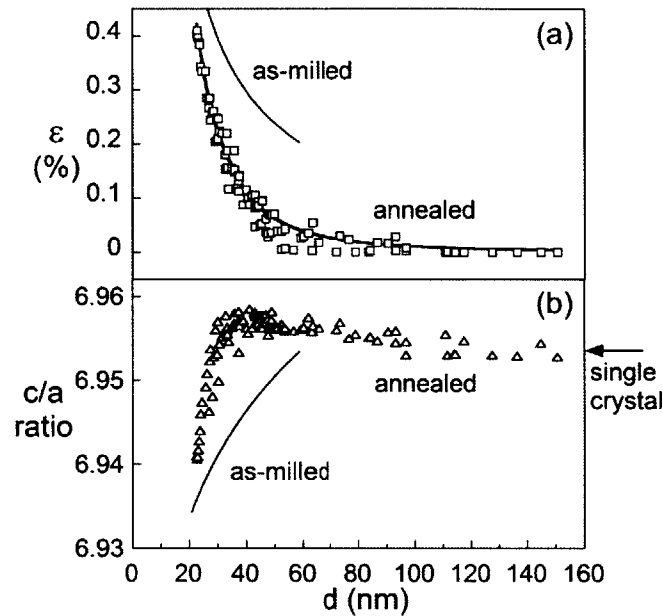 0.4
(a)
as-milled
0.3
ε
0.2
(%)
0.1
annealed
0
6.96
(b)
6.95
single
crystal
annealed
c/a
ratio
6.94
as-milled
6.93
0 20 40 60 80 100 120 140 160
d (nm)